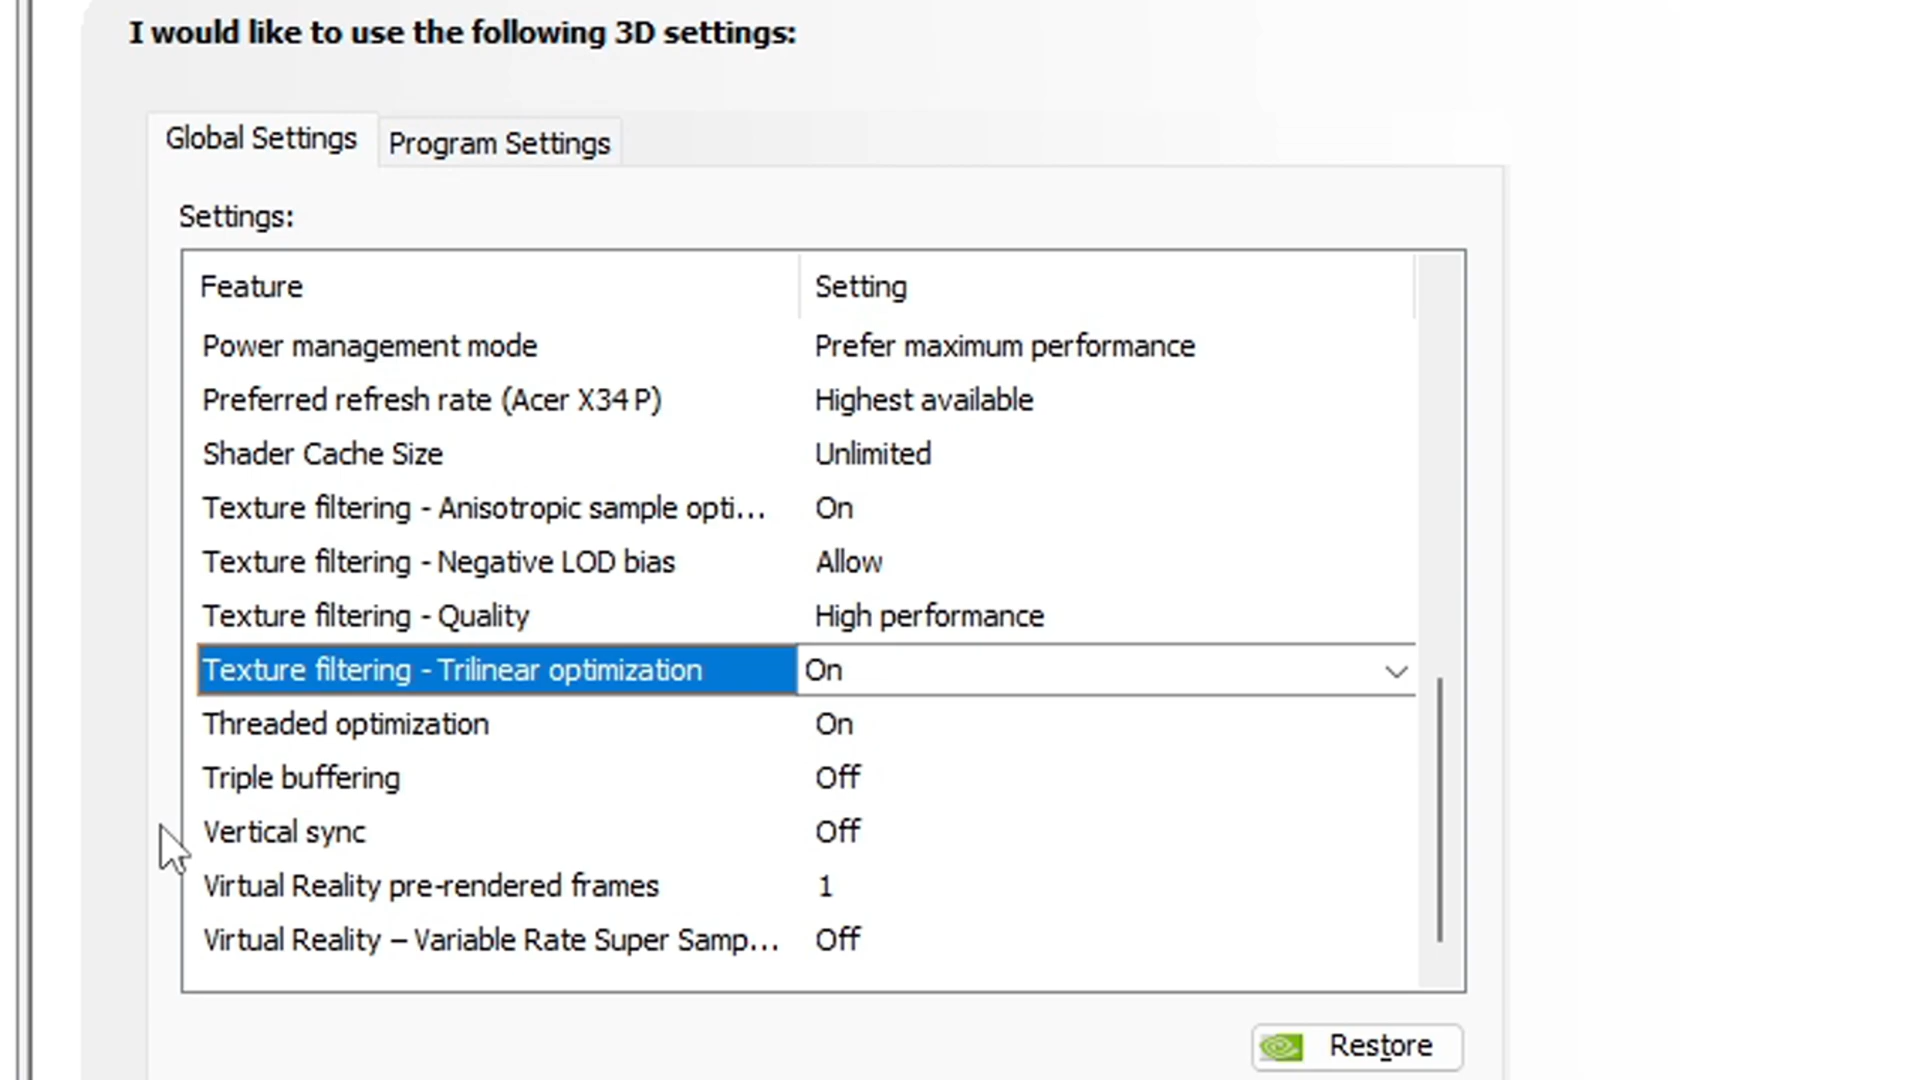 I would like to use the following 3D settings:
Global Settings Program Settings
Settings:
Feature Setting
Power management mode Prefer maximum performance
Preferred refresh rate (Acer X34 P) Highest available
Shader Cache Size Unlimited
Texture filtering - Anisotropic sample opti... On
Texture filtering - Negative LOD bias Allow
Texture filtering - Quality High performance
Texture filtering - Trilinear optimization On
Threaded optimization On
Triple buffering Off
Vertical sync Off
Virtual Reality pre-rendered frames 1
Virtual Reality – Variable Rate Super Samp... Off
Restore